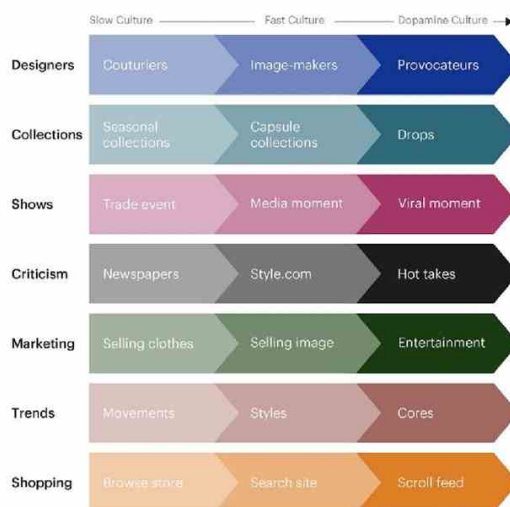 Slow Culture Fast Culture Dopamine Culture
Designers Couturiers Image-makers Provocateurs
Collections Seasonal collections Capsule collections Drops
Shows Trade event Media moment Viral moment
Criticism Newspapers Style.com Hot takes
Marketing Selling clothes Selling image Entertainment
Trends Movements Styles Cores
Shopping Browse store Search site Scroll feed